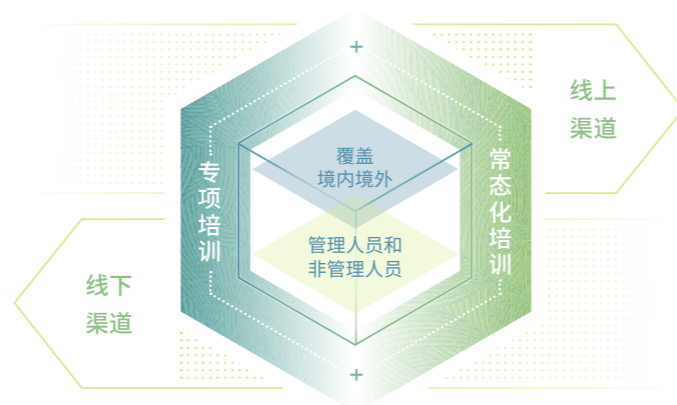 +
线上
渠道
覆盖
境内境外
专项培训
常态化培训
管理人员和
非管理人员
线下
渠道
+